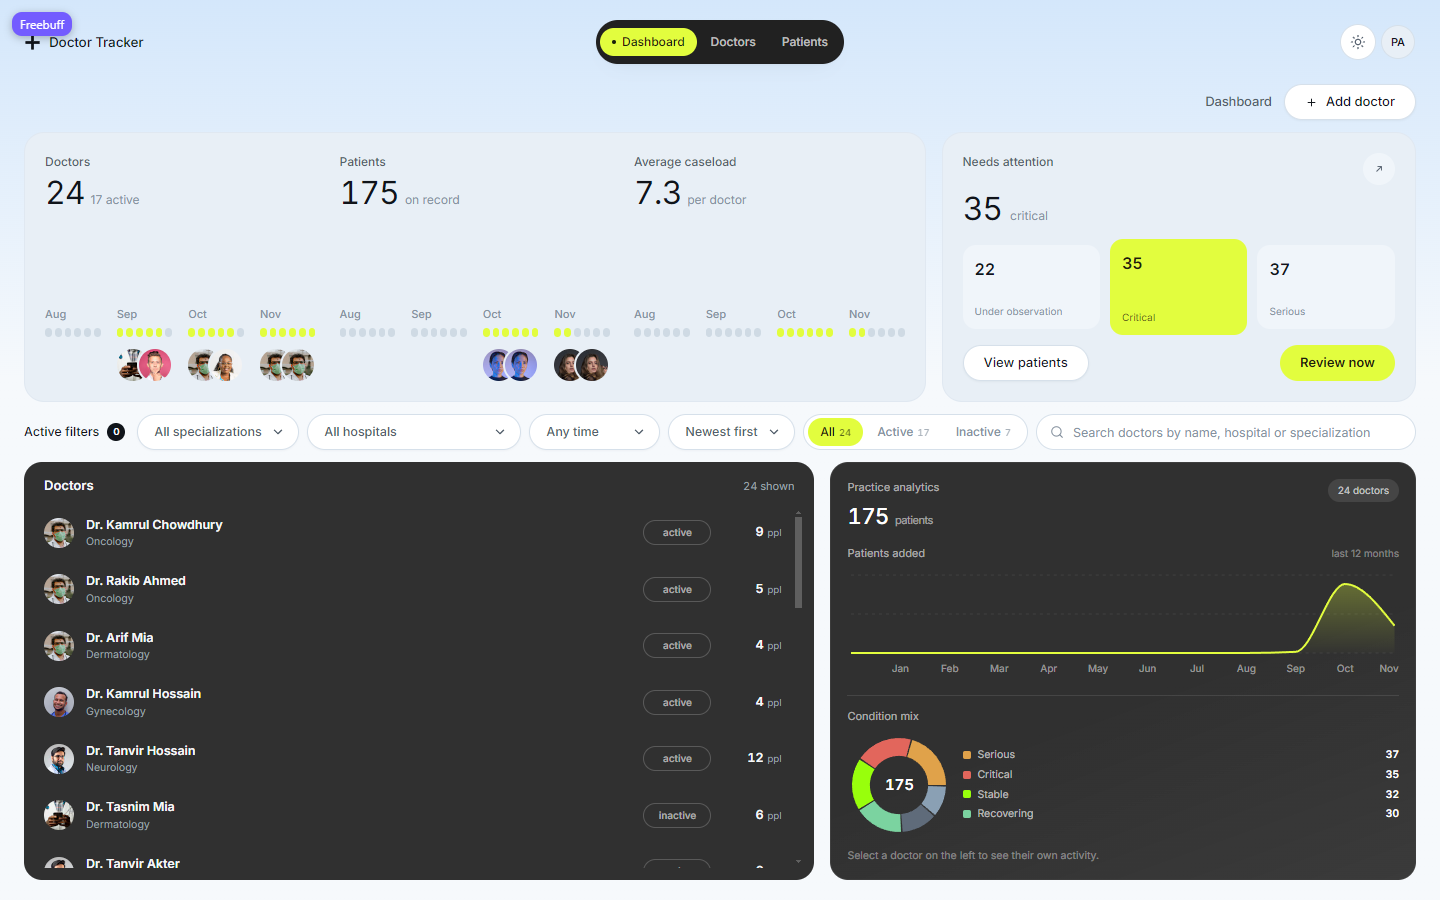 Freebuff
Doctor Tracker
Dashboard
Doctors
Patients
PA
Dashboard
+ Add doctor
Doctors
24 17 active
Patients
175 on record
Average caseload
7.3 per doctor
Aug Sep Oct Nov
Aug Sep Oct Nov
Aug Sep Oct Nov
Needs attention
35 critical
22
Under observation
35
Critical
37
Serious
View patients
Review now
Active filters 0
All specializations
All hospitals
Any time
Newest first
All 24
Active 17
Inactive 7
Search doctors by name, hospital or specialization
Doctors
24 shown
Dr. Kamrul Chowdhury
Oncology
active
9 ppl
Dr. Rakib Ahmed
Oncology
active
5 ppl
Dr. Arif Mia
Dermatology
active
4 ppl
Dr. Kamrul Hossain
Gynecology
active
4 ppl
Dr. Tanvir Hossain
Neurology
active
12 ppl
Dr. Tasnim Mia
Dermatology
inactive
6 ppl
Dr. Tanvir Akter
Practice analytics
24 doctors
175 patients
Patients added
last 12 months
Jan Feb Mar Apr May Jun Jul Aug Sep Oct Nov
Condition mix
175
Serious 37
Critical 35
Stable 32
Recovering 30
Select a doctor on the left to see their own activity.